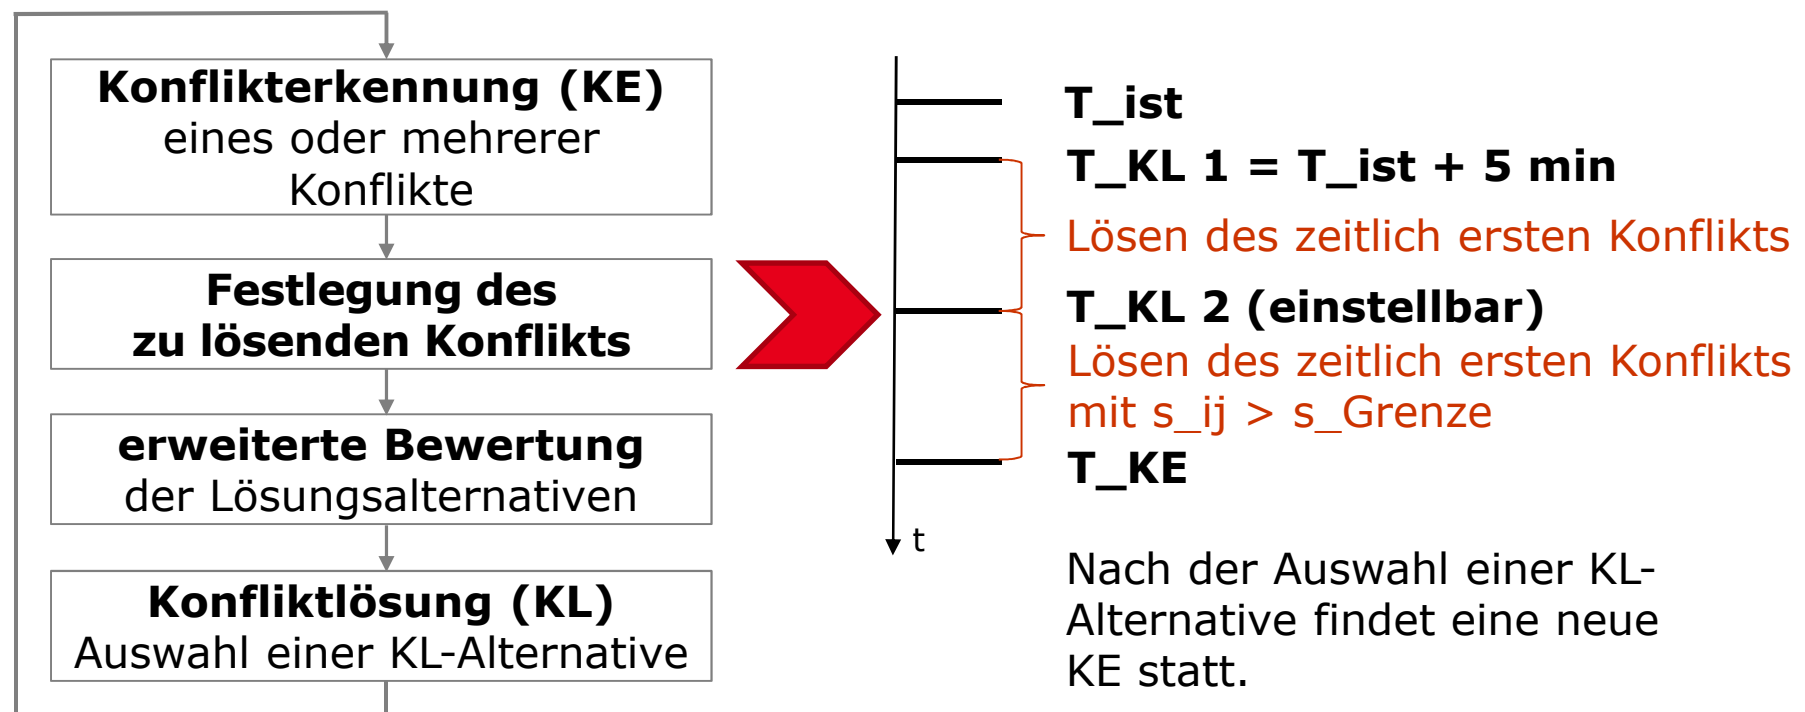 Konflikterkennung (KE)
eines oder mehrerer
Konflikte
Festlegung des
zu lösenden Konflikts
erweiterte Bewertung
der Lösungsalternativen
Konfliktlösung (KL)
Auswahl einer KL-Alternative
T_ist
T_KL 1 = T_ist + 5 min
Lösen des zeitlich ersten Konflikts
T_KL 2 (einstellbar)
Lösen des zeitlich ersten Konflikts
mit s_ij > s_Grenze
T_KE
t
Nach der Auswahl einer KL-
Alternative findet eine neue
KE statt.